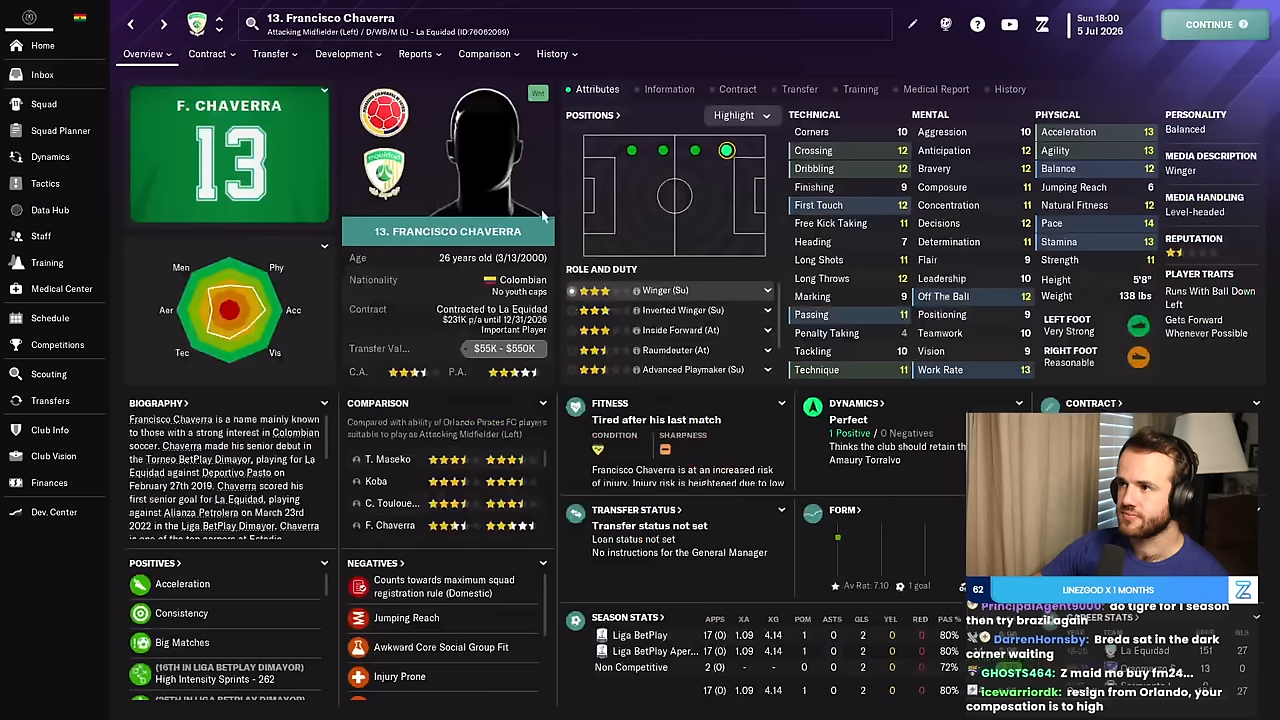 13. Francisco Chaverra
Attacking Midfielder (Left) / D/WB/M (L) - La Equidad (ID:76062099)
Sun 18:00
5 Jul 2026
CONTINUE
Home
Inbox
Squad
Squad Planner
Dynamics
Tactics
Data Hub
Staff
Training
Medical Center
Schedule
Competitions
Scouting
Transfers
Club Info
Club Vision
Finances
Dev. Center
Overview
Contract
Transfer
Development
Reports
Comparison
History
F. CHAVERRA
13
Wnt
13. FRANCISCO CHAVERRA
Age 26 years old (3/13/2000)
Nationality Colombian
No youth caps
Contract Contracted to La Equidad
$231K p/a until 12/31/2026
Important Player
Transfer Val... $55K - $550K
C.A. P.A.
Men Phy
Aer Acc
Tec Vis
Attributes Information Contract Transfer Training Medical Report History
POSITIONS > Highlight
ROLE AND DUTY
Winger (Su)
Inverted Winger (Su)
Inside Forward (At)
Raumdeuter (At)
Advanced Playmaker (Su)
TECHNICAL
Corners 10
Crossing 12
Dribbling 12
Finishing 9
First Touch 12
Free Kick Taking 11
Heading 7
Long Shots 11
Long Throws 12
Marking 9
Passing 11
Penalty Taking 4
Tackling 10
Technique 11
MENTAL
Aggression 10
Anticipation 12
Bravery 12
Composure 11
Concentration 11
Decisions 12
Determination 11
Flair 9
Leadership 10
Off The Ball 12
Positioning 9
Teamwork 10
Vision 9
Work Rate 13
PHYSICAL
Acceleration 13
Agility 13
Balance 12
Jumping Reach 6
Natural Fitness 12
Pace 14
Stamina 13
Strength 11
Height 5'8"
Weight 138 lbs
LEFT FOOT
Very Strong
RIGHT FOOT
Reasonable
PERSONALITY
Balanced
MEDIA DESCRIPTION
Winger
MEDIA HANDLING
Level-headed
REPUTATION
PLAYER TRAITS
Runs With Ball Down
Left
Gets Forward
Whenever Possible
BIOGRAPHY >
Francisco Chaverra is a name mainly known
to those with a strong interest in Colombian
soccer. Chaverra made his senior debut in
the Torneo BetPlay Dimayor, playing for La
Equidad against Deportivo Pasto on
February 27th 2019. Chaverra scored his
first senior goal for La Equidad, playing
against Alianza Petrolera on March 23rd
2022 in the Liga BetPlay Dimayor. Chaverra
is one of the top earners at Estadio
COMPARISON
Compared with ability of Orlando Pirates FC players
suitable to play as Attacking Midfielder (Left)
T. Maseko
Koba
C. Touloue...
F. Chaverra
FITNESS
Tired after his last match
CONDITION SHARPNESS
Francisco Chaverra is at an increased risk
of injury. Injury risk is heightened due to low
DYNAMICS >
Perfect
1 Positive / 0 Negatives
Thinks the club should retain th
Amaury Torralvo
CONTRACT >
TRANSFER STATUS >
Transfer status not set
Loan status not set
No instructions for the General Manager
FORM >
Av Rat: 7.10 1 goal
POSITIVES >
Acceleration
Consistency
Big Matches
(16TH IN LIGA BETPLAY DIMAYOR)
High Intensity Sprints - 262
NEGATIVES >
Counts towards maximum squad
registration rule (Domestic)
Jumping Reach
Awkward Core Social Group Fit
Injury Prone
SEASON STATS > APPS XA XG POM ASTS GLS YEL RED PAS %
Liga BetPlay 17 (0) 1.09 4.14 1 0 2 0 0 80%
Liga BetPlay Aper... 17 (0) 1.09 4.14 1 0 2 0 0 80%
Non Competitive 2 (0) - - 0 0 2 0 0 72%
17 (0) 1.09 4.14 1 0 2 0 0 80%
62 LINEZGOD X 1 MONTHS Z
PrincipalAgent9000: do tigre for 1 season
then try brazil again
DarrenHornsby: Breda sat in the dark
corner waiting
GHOSTS464: Z maid me buy fm24...
icewarriordk: resign from Orlando, your
compesation is to high